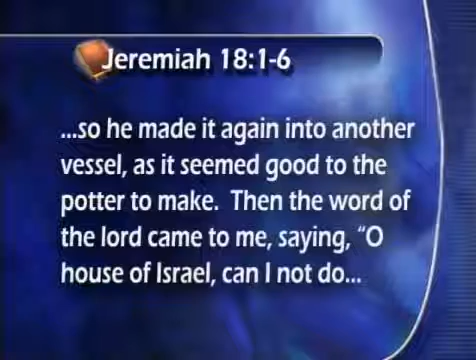 Jeremiah 18:1-6
...so he made it again into another
vessel, as it seemed good to the
potter to make.  Then the word of
the lord came to me, saying, “O
house of Israel, can I not do...